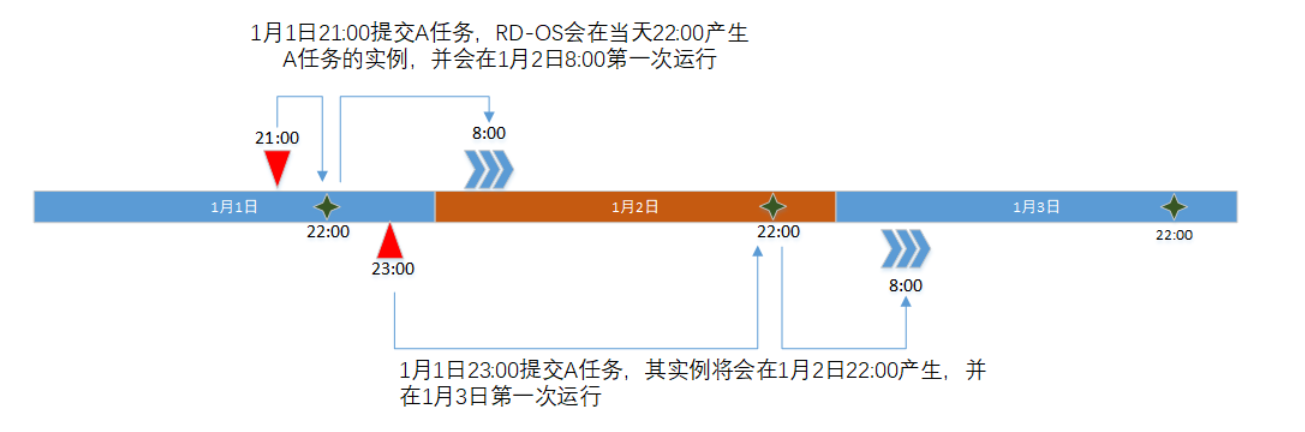 1月1日21:00提交A任务，RD-OS会在当天22:00产生
A任务的实例，并会在1月2日8:00第一次运行
21:00
8:00
1月1日
1月2日
1月3日
22:00
22:00
22:00
23:00
8:00
1月1日23:00提交A任务，其实例将会在1月2日22:00产生，并
在1月3日第一次运行